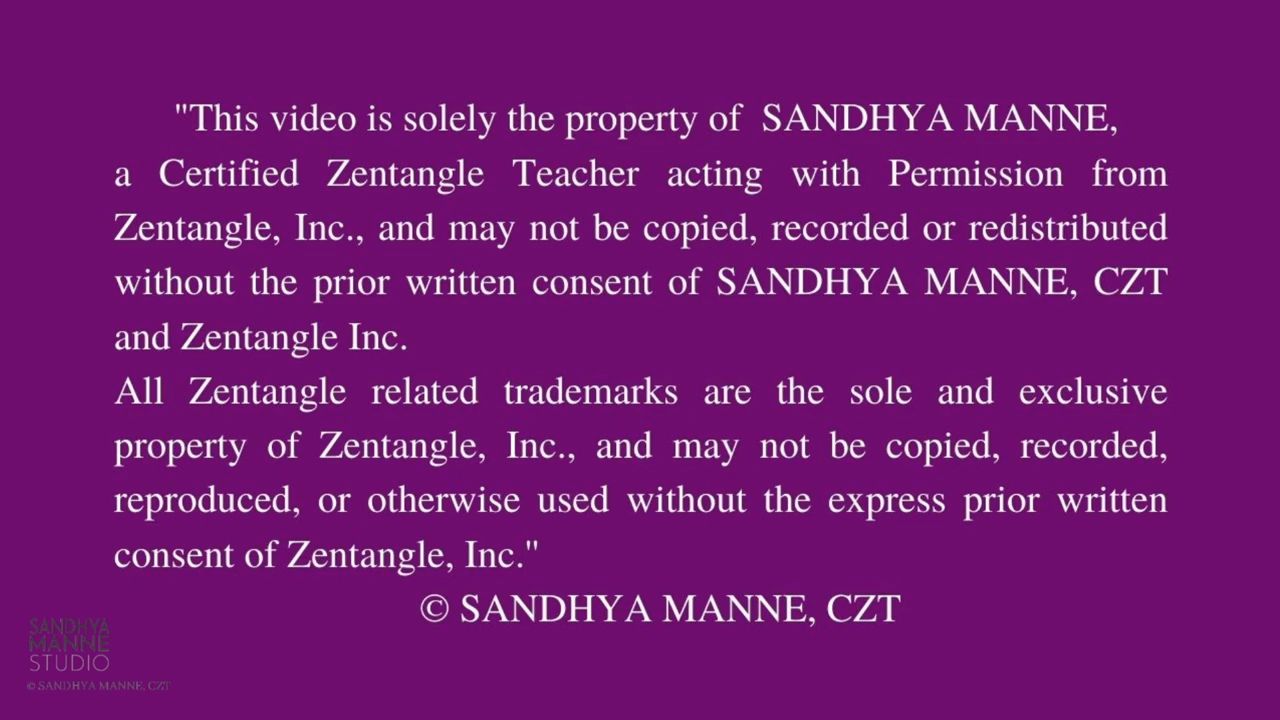 "This video is solely the property of SANDHYA MANNE,
a Certified Zentangle Teacher acting with Permission from
Zentangle, Inc., and may not be copied, recorded or redistributed
without the prior written consent of SANDHYA MANNE, CZT
and Zentangle Inc.
All Zentangle related trademarks are the sole and exclusive
property of Zentangle, Inc., and may not be copied, recorded,
reproduced, or otherwise used without the express prior written
consent of Zentangle, Inc."
© SANDHYA MANNE, CZT
SANDHYA
MANNE
STUDIO
© SANDHYA MANNE, CZT